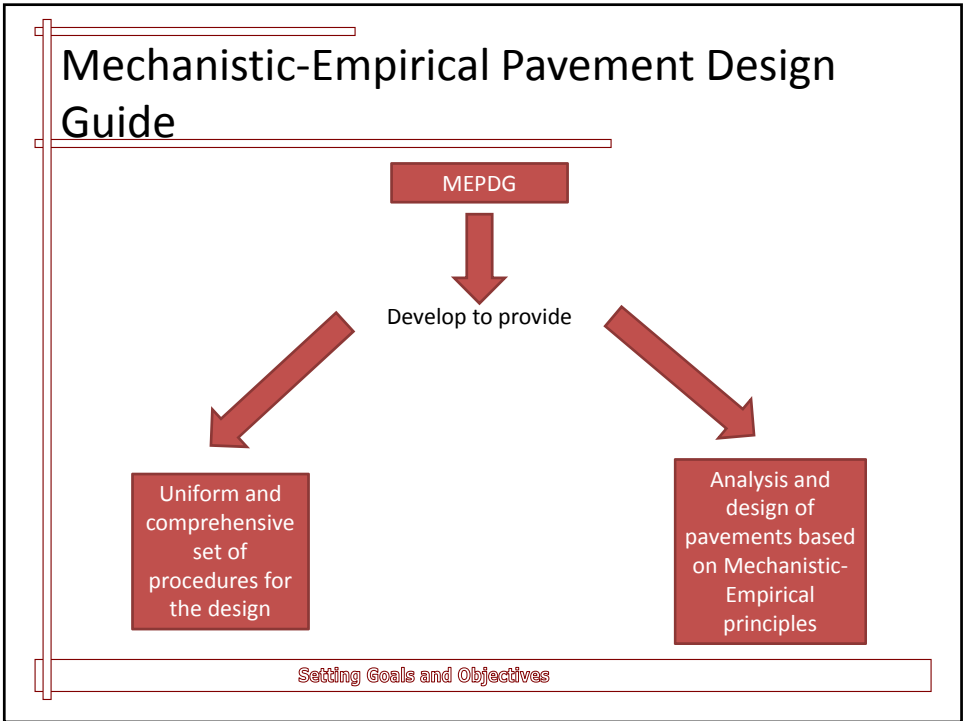 Mechanistic-Empirical Pavement Design
Guide
MEPDG
Develop to provide
Uniform and
comprehensive
set of
procedures for
the design
Analysis and
design of
pavements based
on Mechanistic-
Empirical
principles
Setting Goals and Objectives